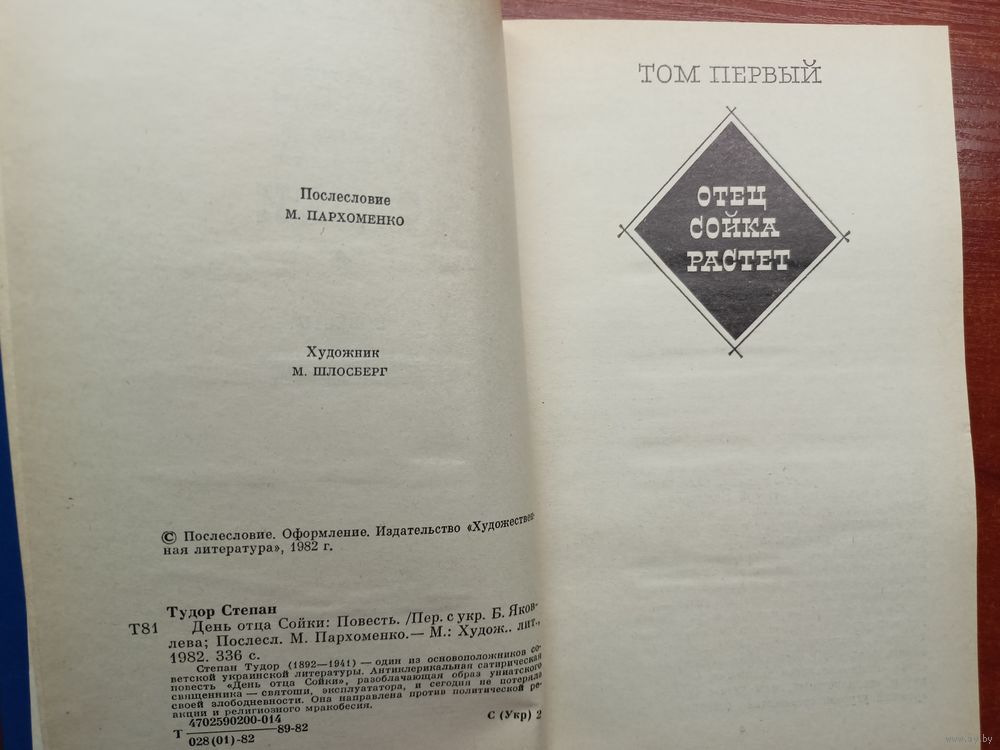 Послесловие
М. ПАРХОМЕНКО
Художник
М. ШЛОСБЕРГ
© Послесловие. Оформление. Издательство «Художествен-
ная литература», 1982 г.
Тудор Степан
Т81 День отца Сойки: Повесть. /Пер. с укр. Б. Яков-
лева; Послесл. М. Пархоменко.— М.: Худож.. лит.,
1982. 336 с.
Степан Тудор (1892—1941) — один из основоположников со-
ветской украинской литературы. Антиклерикальная сатирическая
повесть «День отца Сойки», разоблачающая образ униатского
священника — святоши, эксплуататора, и сегодня не потеряла
своей злободневности. Она направлена против политической ре-
акции и религиозного мракобесия.
4702590200-014
Т 89-82
028(01)-82
С (Укр) 2
ТОМ ПЕРВЫЙ
ОТЕЦ
СОЙКА
РАСТЕТ
www.ay.by